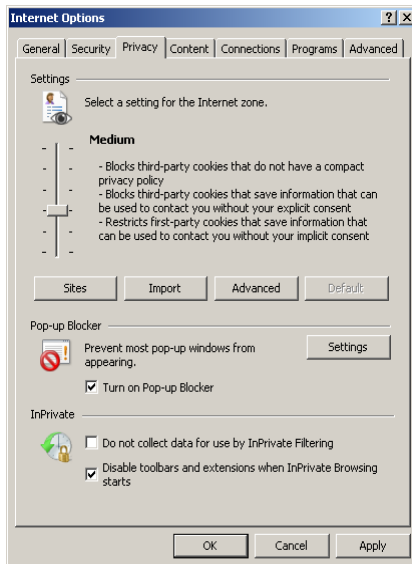 Internet Options
General Security Privacy Content Connections Programs Advanced
Settings
Select a setting for the Internet zone.
Medium
- Blocks third-party cookies that do not have a compact
privacy policy
- Blocks third-party cookies that save information that can
be used to contact you without your explicit consent
- Restricts first-party cookies that save information that
can be used to contact you without your implicit consent
Sites Import Advanced Default
Pop-up Blocker
Prevent most pop-up windows from
appearing.
Settings
Turn on Pop-up Blocker
InPrivate
Do not collect data for use by InPrivate Filtering
Disable toolbars and extensions when InPrivate Browsing
starts
OK Cancel Apply